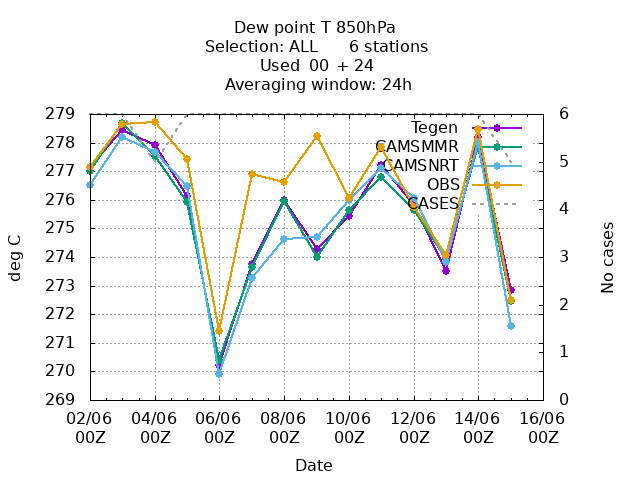 Dew point T 850hPa
Selection: ALL 6 stations
Used 00 + 24
Averaging window: 24h
279
278
277
276
275
274
273
272
271
270
269
deg C
6
5
4
3
2
1
0
No cases
Tegen
CAMSMMR
CAMSNRT
OBS
CASES
02/06 04/06 06/06 08/06 10/06 12/06 14/06 16/06
00Z 00Z 00Z 00Z 00Z 00Z 00Z 00Z
Date